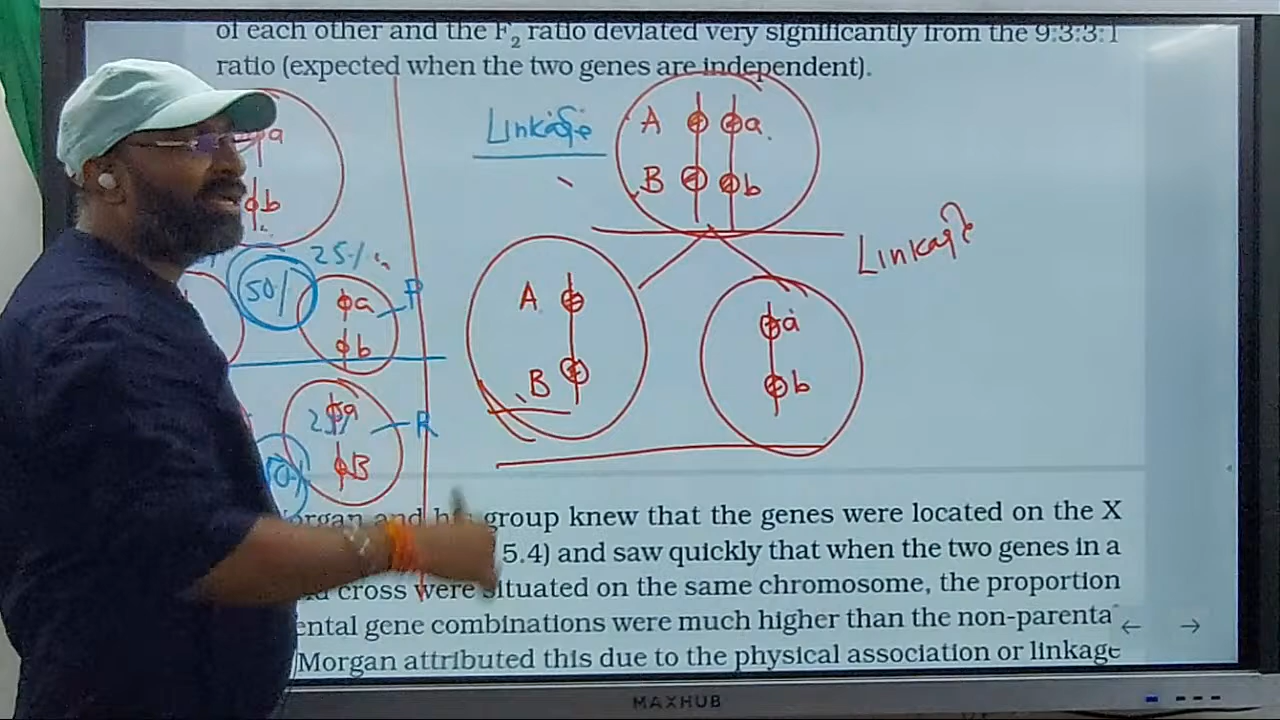 of each other and the F2 ratio deviated very significantly from the 9:3:3:1
ratio (expected when the two genes are independent).
Linkage
A a
B b
a
b
25%
50%
a
b
P
Linkage
A
B
a
b
a
R
B
group knew that the genes were located on the X
5.4) and saw quickly that when the two genes in a
cross were situated on the same chromosome, the proportion
ental gene combinations were much higher than the non-parenta
Morgan attributed this due to the physical association or linkage
MAXHUB